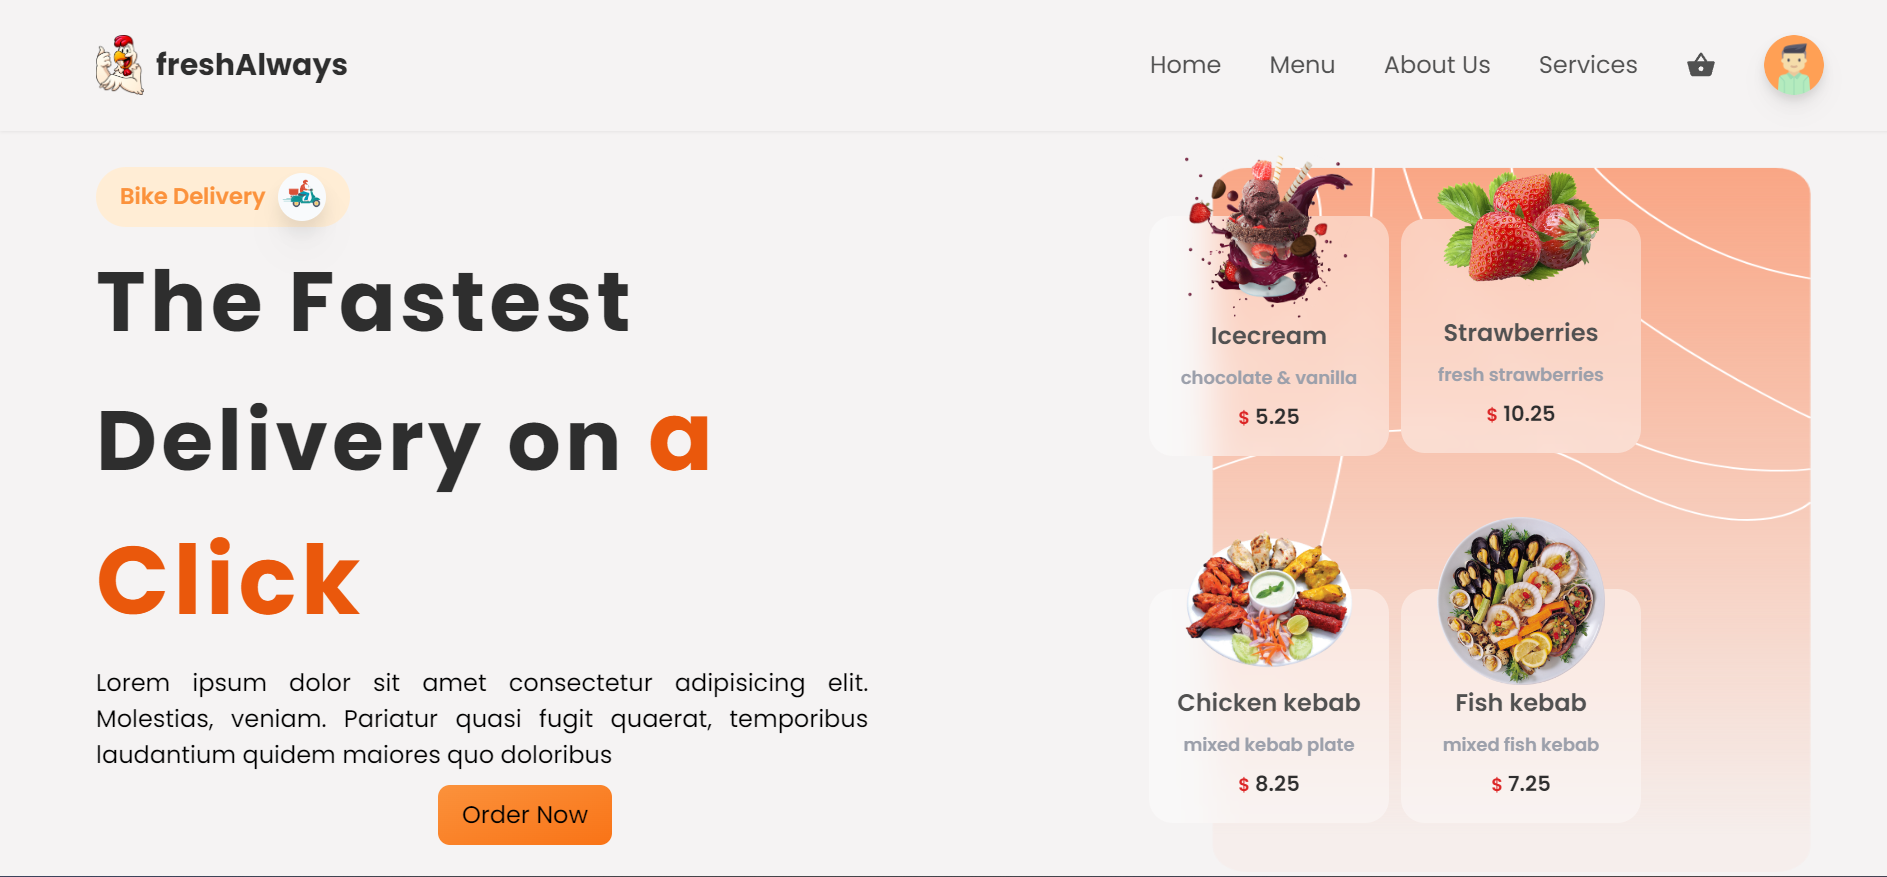 freshAlways
Home
Menu
About Us
Services
Bike Delivery
The Fastest
Delivery on a
Click
Lorem ipsum dolor sit amet consectetur adipisicing elit.
Molestias, veniam. Pariatur quasi fugit quaerat, temporibus
laudantium quidem maiores quo doloribus
Order Now
Icecream
chocolate & vanilla
$ 5.25
Strawberries
fresh strawberries
$ 10.25
Chicken kebab
mixed kebab plate
$ 8.25
Fish kebab
mixed fish kebab
$ 7.25